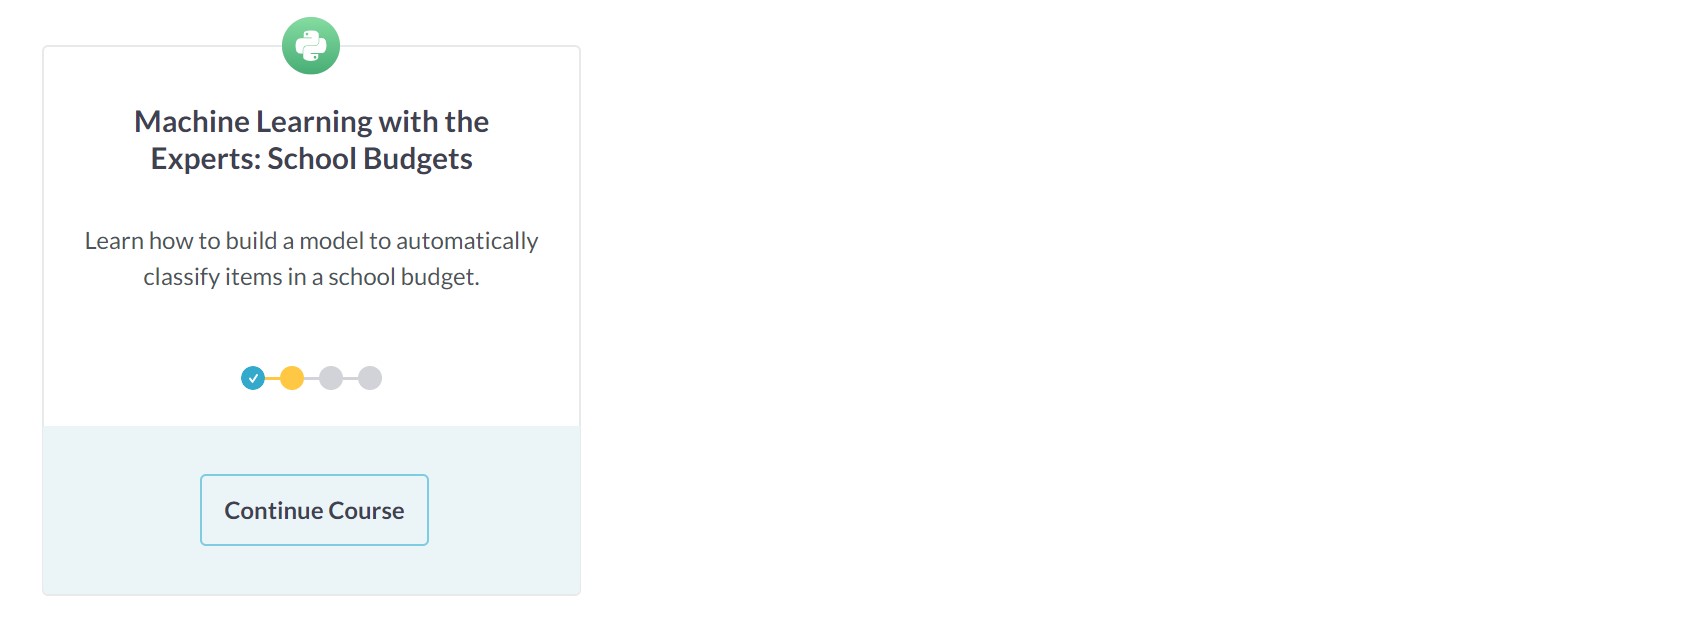 Machine Learning with the
Experts: School Budgets
Learn how to build a model to automatically
classify items in a school budget.
Continue Course